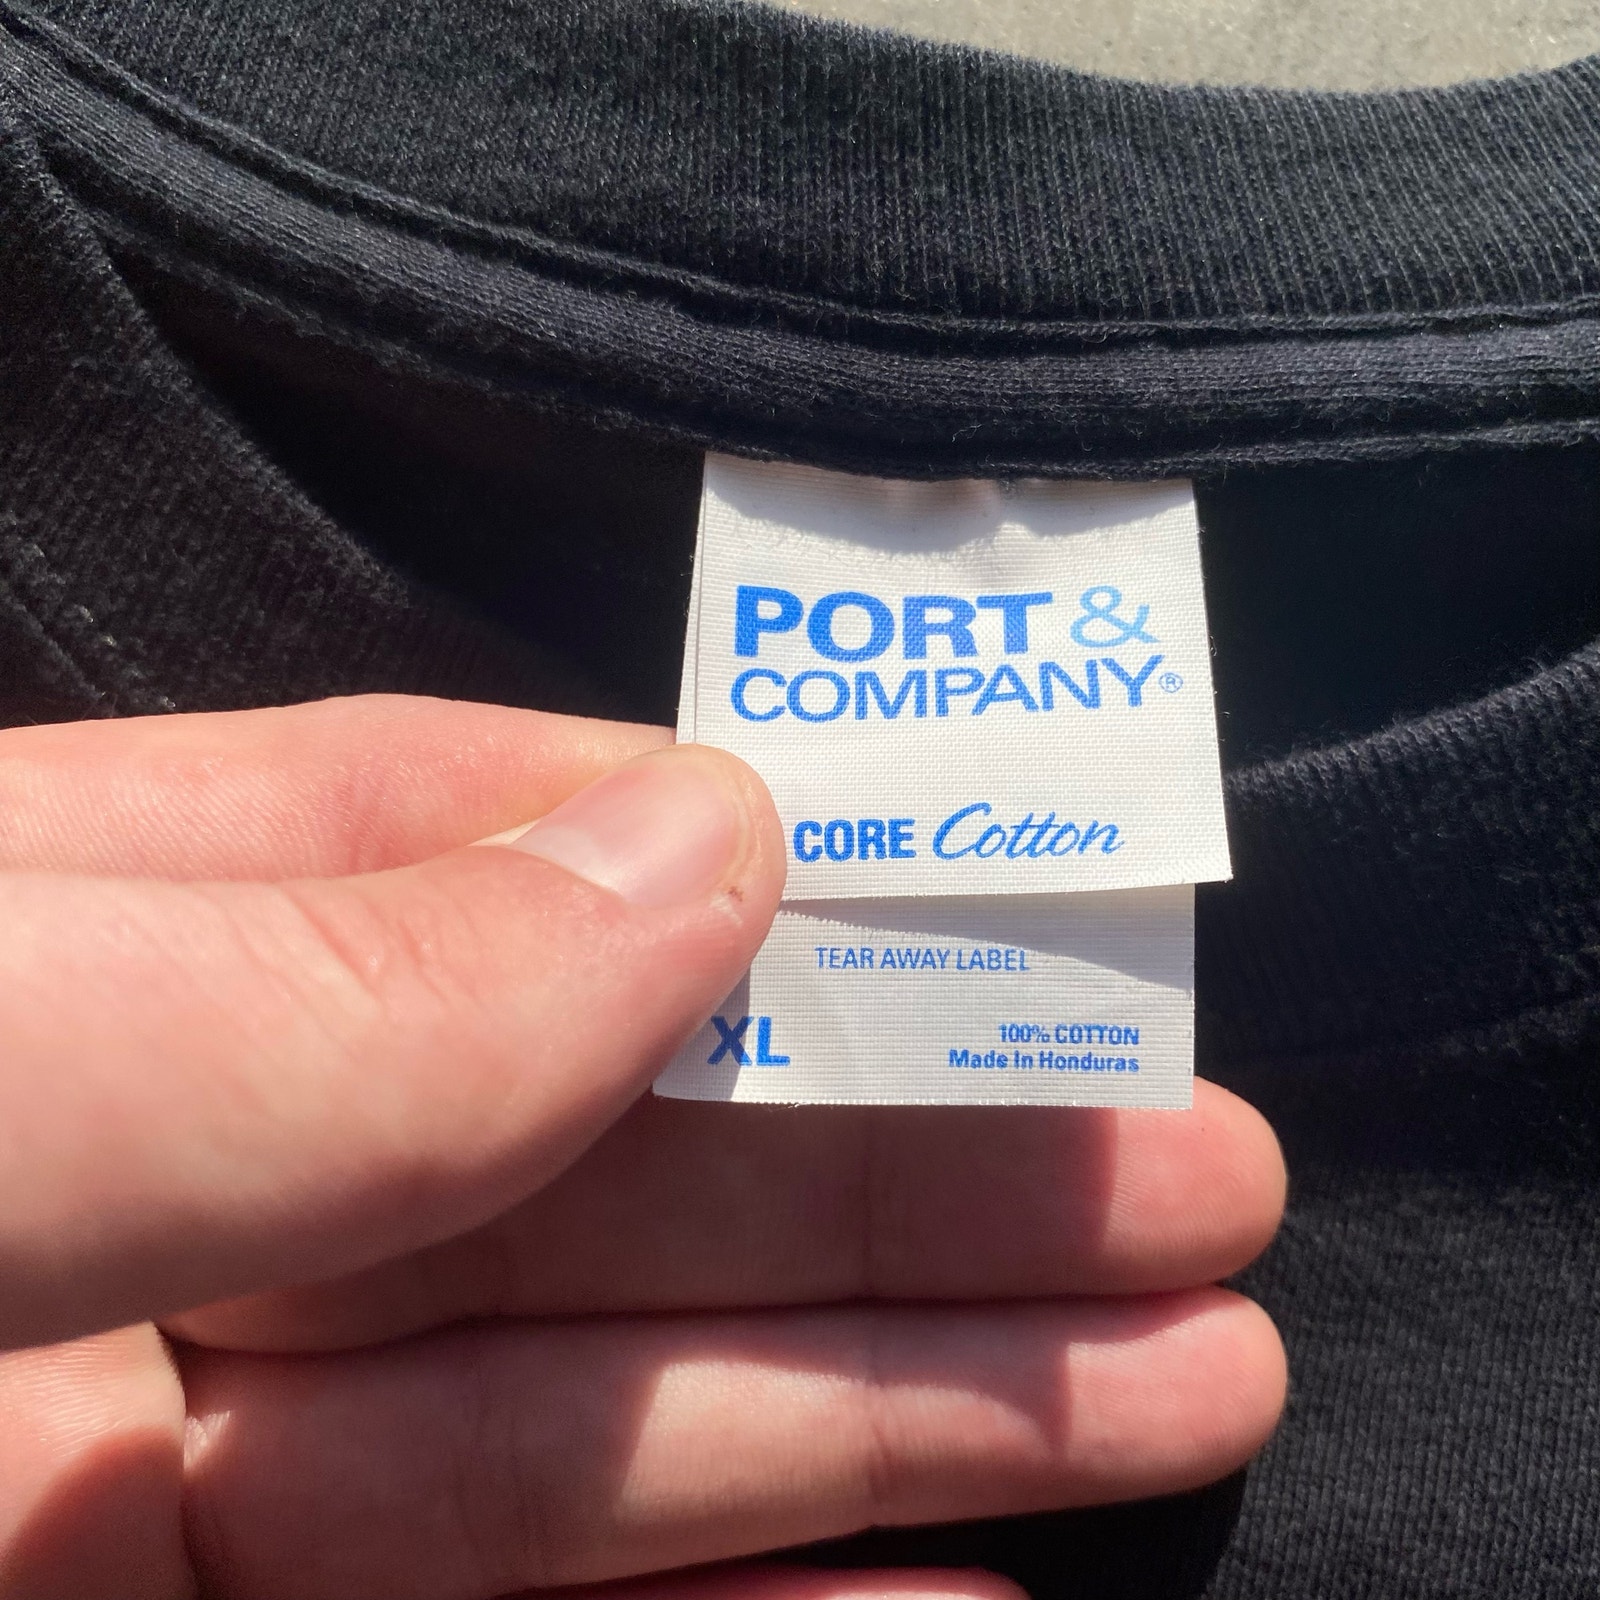 PORT &
COMPANY®
CORE Cotton
TEAR AWAY LABEL
XL
100% COTTON
Made In Honduras